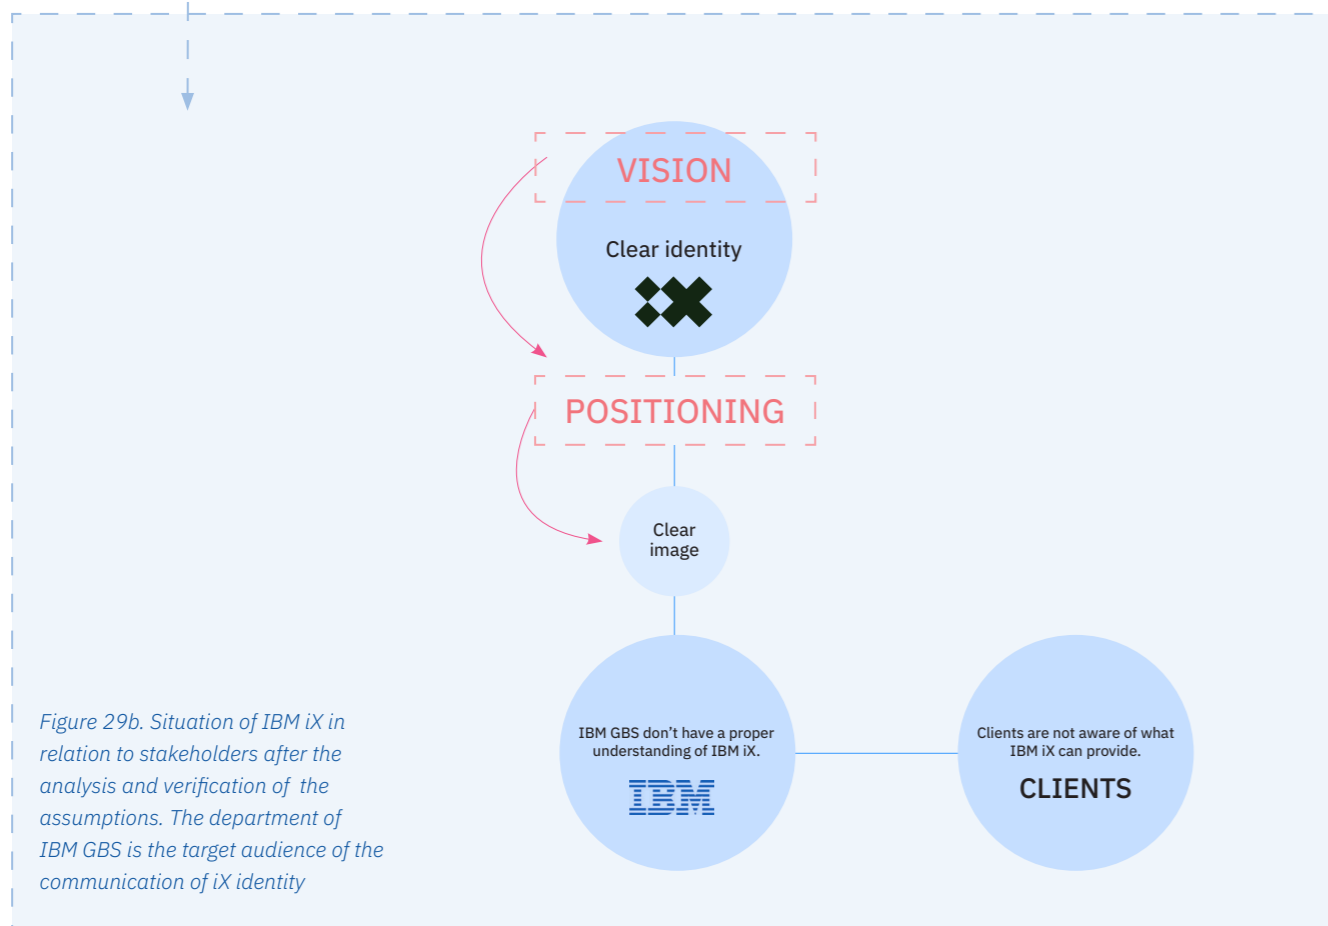 VISION
Clear identity
iX
POSITIONING
Clear
image
IBM GBS don’t have a proper
understanding of IBM iX.
IBM
Clients are not aware of what
IBM iX can provide.
CLIENTS
Figure 29b. Situation of IBM iX in
relation to stakeholders after the
analysis and verification of  the
assumptions. The department of
IBM GBS is the target audience of the
communication of iX identity